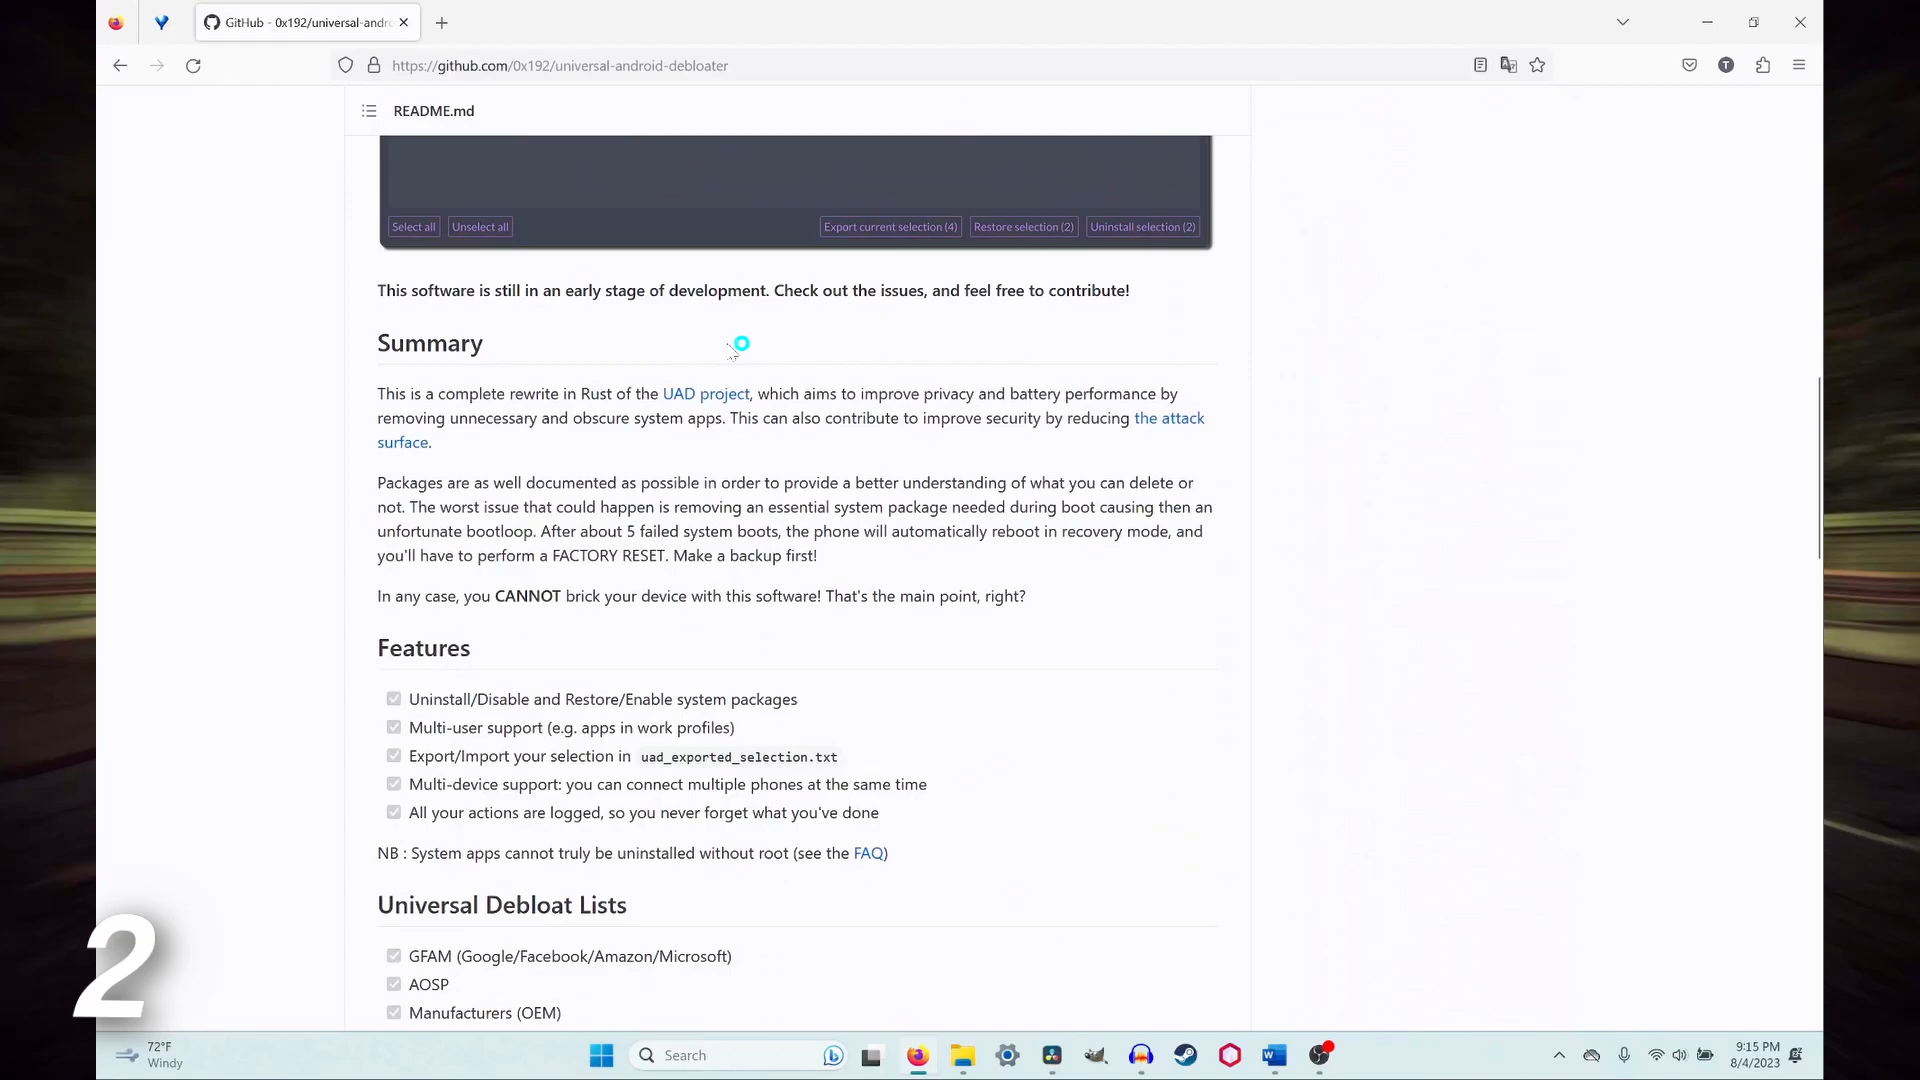 GitHub - 0x192/universal-andro
https://github.com/0x192/universal-android-debloater
T
README.md
Select all
Unselect all
Export current selection (4)
Restore selection (2)
Uninstall selection (2)
This software is still in an early stage of development. Check out the issues, and feel free to contribute!
Summary
This is a complete rewrite in Rust of the UAD project, which aims to improve privacy and battery performance by
removing unnecessary and obscure system apps. This can also contribute to improve security by reducing the attack
surface.
Packages are as well documented as possible in order to provide a better understanding of what you can delete or
not. The worst issue that could happen is removing an essential system package needed during boot causing then an
unfortunate bootloop. After about 5 failed system boots, the phone will automatically reboot in recovery mode, and
you'll have to perform a FACTORY RESET. Make a backup first!
In any case, you CANNOT brick your device with this software! That's the main point, right?
Features
Uninstall/Disable and Restore/Enable system packages
Multi-user support (e.g. apps in work profiles)
Export/Import your selection in uad_exported_selection.txt
Multi-device support: you can connect multiple phones at the same time
All your actions are logged, so you never forget what you've done
NB : System apps cannot truly be uninstalled without root (see the FAQ)
Universal Debloat Lists
GFAM (Google/Facebook/Amazon/Microsoft)
AOSP
Manufacturers (OEM)
2
72°F
Windy
Search
9:15 PM
8/4/2023